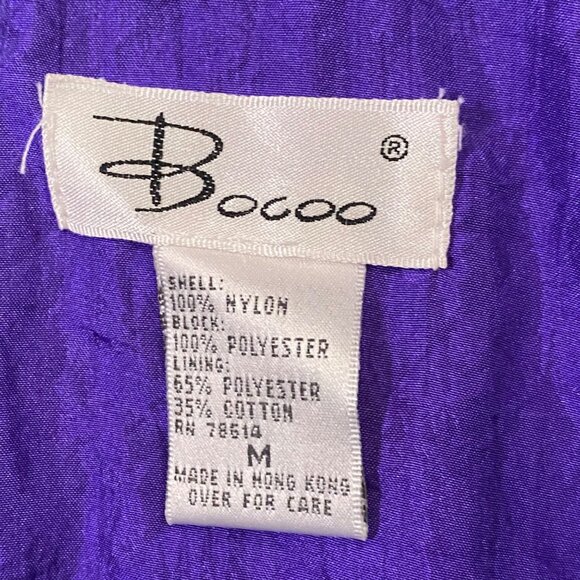 Bocoo ®
SHELL:
100% NYLON
BLOCK:
100% POLYESTER
LINING:
65% POLYESTER
35% COTTON
RN 78514
M
MADE IN HONG KONG
OVER FOR CARE